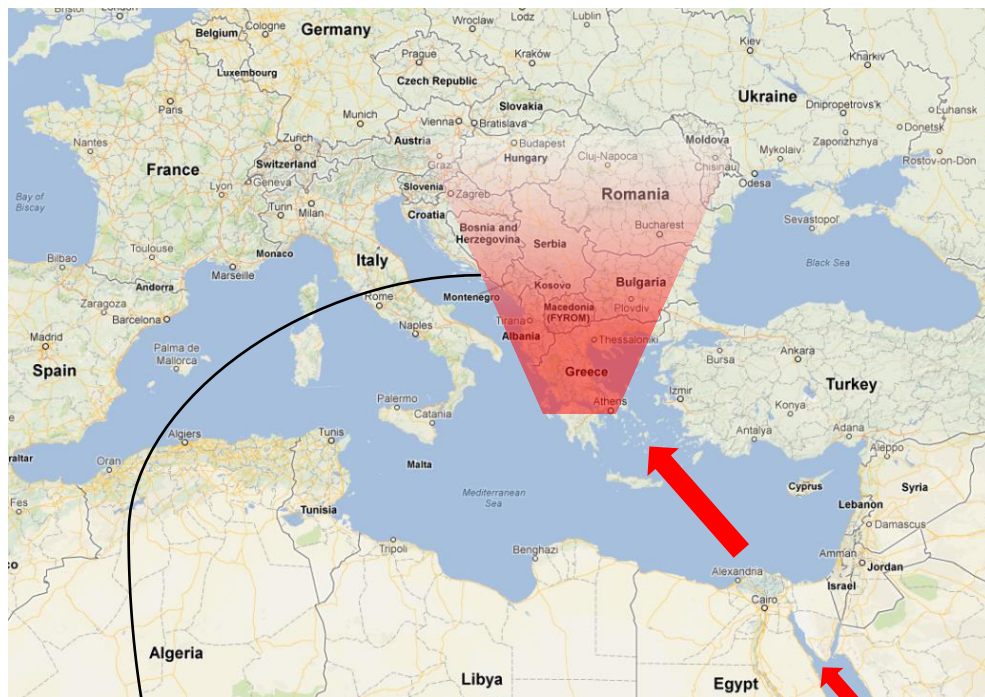 Wroclaw
Lodz
Lublin
Belgium
Cologne
Germany
Kiev
Kharkiv
Prague
Kraków
Luxembourg
Czech Republic
Ukraine
Paris
Slovakia
Dnipropetrovs'k
Luhansk
Munich
Vienna
Bratislava
Donetsk
Nantes
Zurich
Austria
Budapest
Moldova
Zaporizhzhya
France
Switzerland
Graz
Hungary
Cluj-Napoca
Chisinau
Mykolaiv
Rostov-on-Don
Lyon
Geneva
Slovenia
Zagreb
Romania
Odesa
Bay of
Biscay
Turin
Milan
Croatia
Sevastopol'
Toulouse
Monaco
Bosnia and
Herzegovina
Serbia
Bucharest
Bilbao
Marseille
Italy
Black Sea
Andorra
Kosovo
Bulgaria
Zaragoza
Rome
Montenegro
Macedonia
(FYROM)
Plovdiv
Barcelona
Naples
Tirana
Madrid
Albania
Thessaloniki
Palma de
Mallorca
Bursa
Ankara
Spain
Greece
Turkey
Palermo
Izmir
Athens
Konya
Catania
Antalya
Adana
Algiers
Tunis
Aleppo
Oran
Malta
raltar
Cyprus
Syria
Mediterranean
Sea
Fes
Tunisia
Lebanon
Damascus
Tripoli
Benghazi
Amman
co
Alexandria
Jordan
Israel
Cairo
Algeria
Libya
Egypt